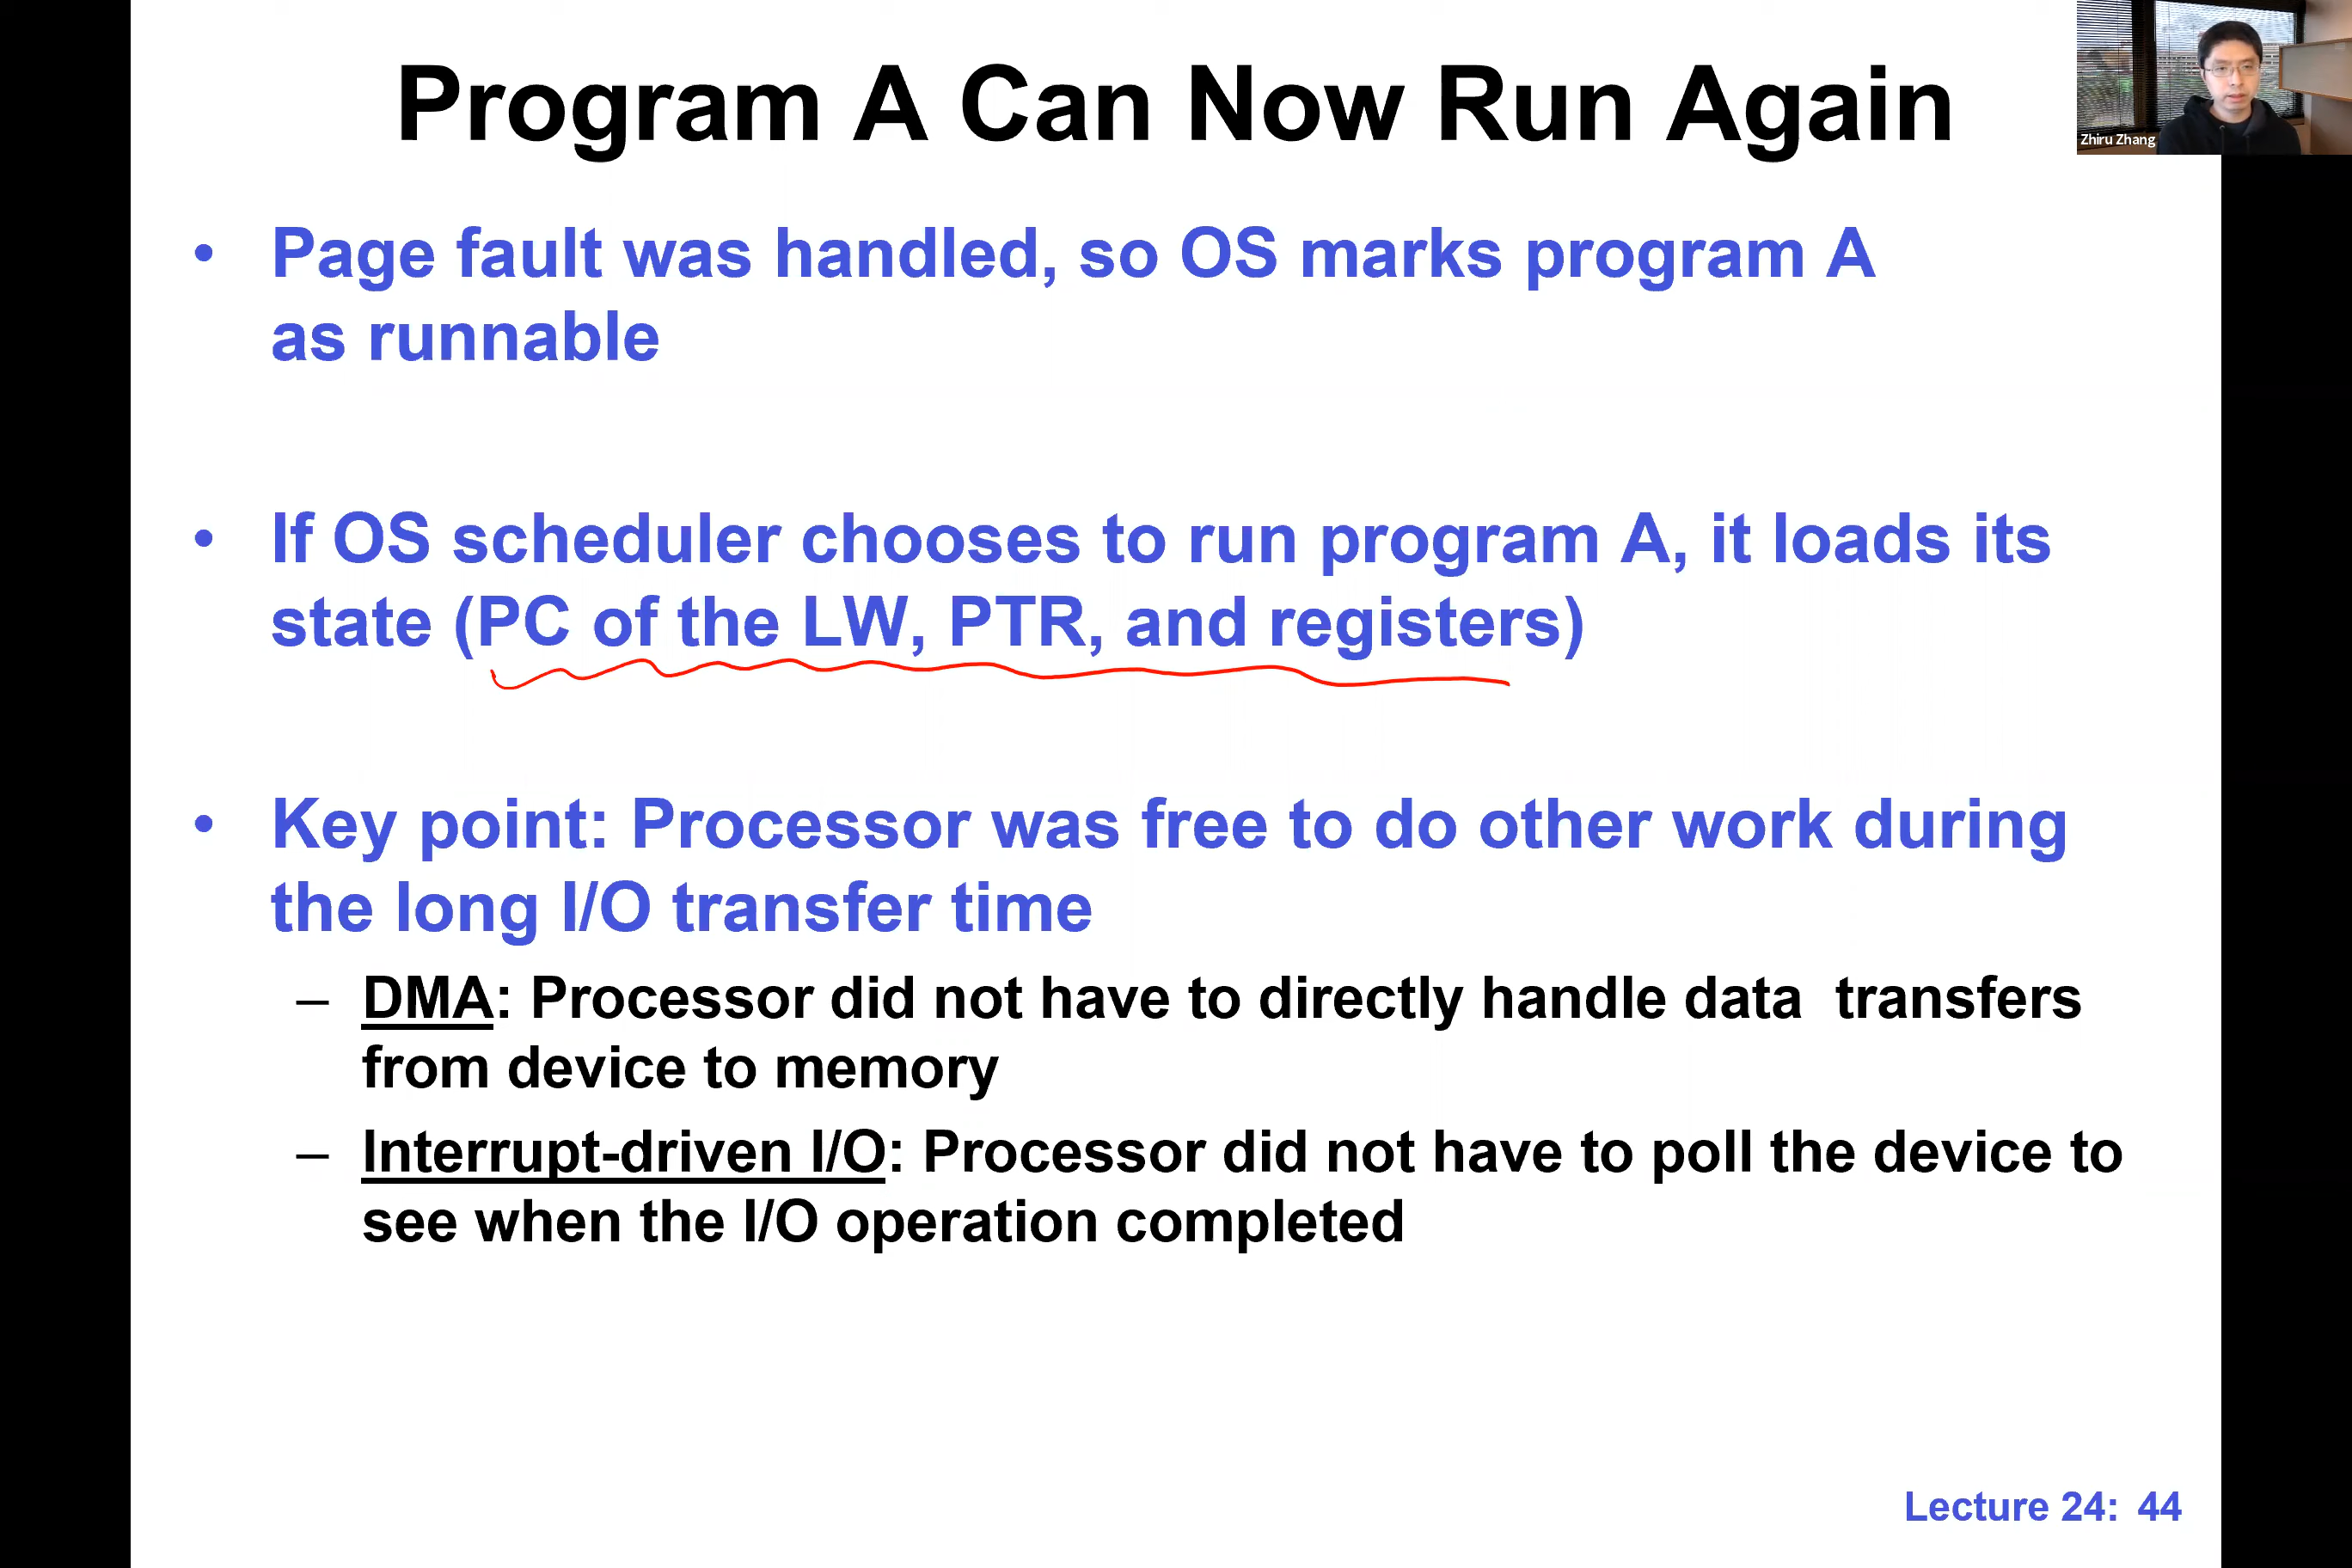 Program A Can Now Run Again
Zhiru Zhang
• Page fault was handled, so OS marks program A
as runnable
• If OS scheduler chooses to run program A, it loads its
state (PC of the LW, PTR, and registers)
• Key point: Processor was free to do other work during
the long I/O transfer time
– DMA: Processor did not have to directly handle data transfers
from device to memory
– Interrupt-driven I/O: Processor did not have to poll the device to
see when the I/O operation completed
Lecture 24: 44